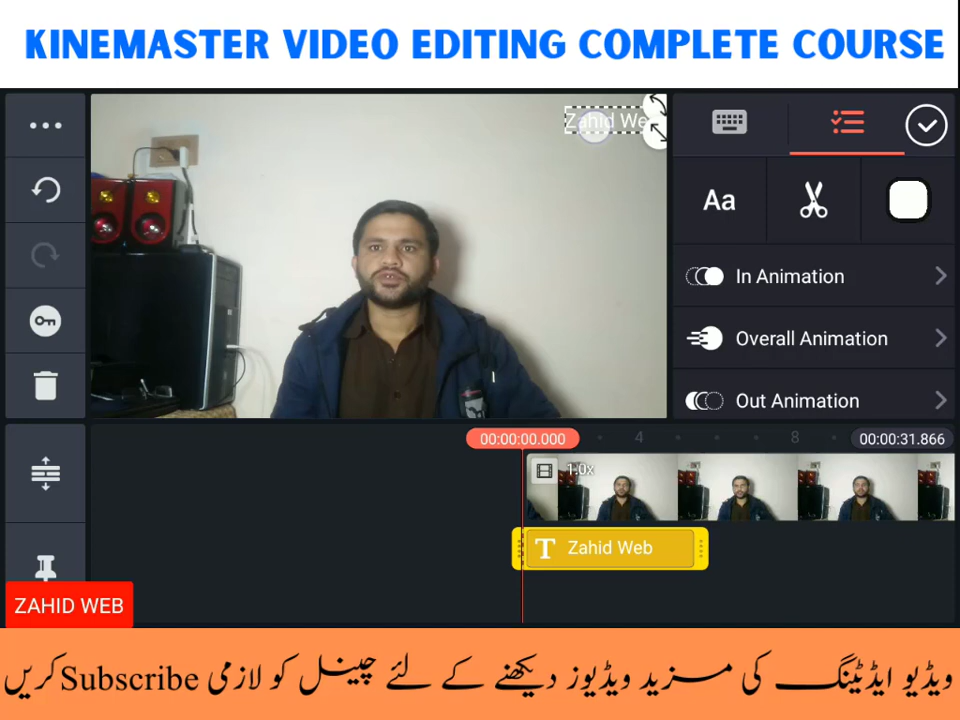 KINEMASTER VIDEO EDITING COMPLETE COURSE
Zahid We
Aa
In Animation
Overall Animation
Out Animation
00:00:00.000
4
8
00:00:31.866
1.0x
T Zahid Web
ZAHID WEB
ویڈیو ایڈیٹنگ کی مزید ویڈیوز دیکھنے کے لئے چینل کو لازمی Subscribe کریں